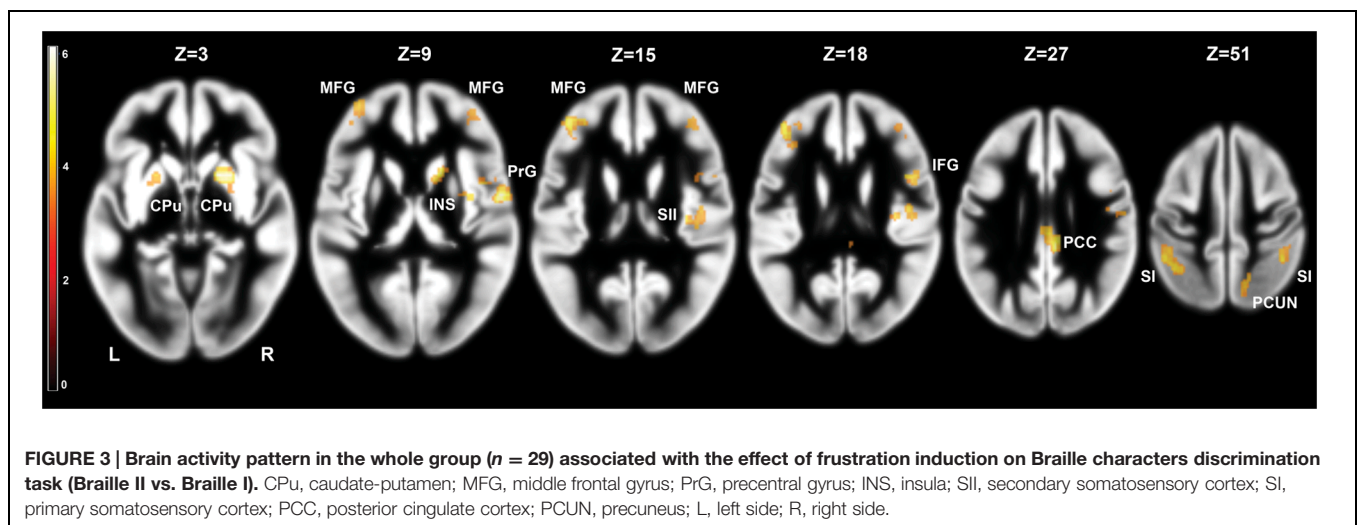 Z=3 Z=9 Z=15 Z=18 Z=27 Z=51
6
MFG MFG MFG MFG
4
PrG IFG
CPu CPu INS SII
PCC
2
SI SI
PCUN
L R
0
FIGURE 3 | Brain activity pattern in the whole group (n = 29) associated with the effect of frustration induction on Braille characters discrimination
task (Braille II vs. Braille I). CPu, caudate-putamen; MFG, middle frontal gyrus; PrG, precentral gyrus; INS, insula; SII, secondary somatosensory cortex; SI,
primary somatosensory cortex; PCC, posterior cingulate cortex; PCUN, precuneus; L, left side; R, right side.